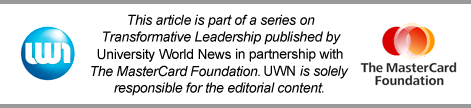 This article is part of a series on
Transformative Leadership published by
University World News in partnership with
The MasterCard Foundation. UWN is solely
responsible for the editorial content.
uwn
The MasterCard
Foundation